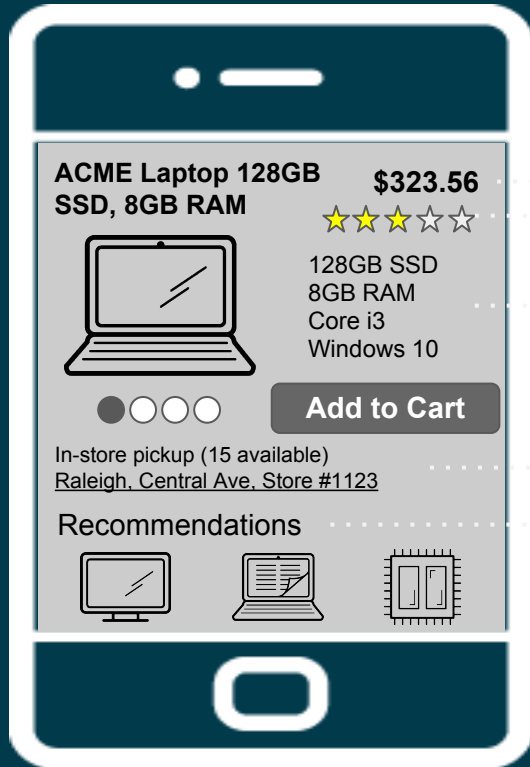 ACME Laptop 128GB
SSD, 8GB RAM
$323.56
128GB SSD
8GB RAM
Core i3
Windows 10
Add to Cart
In-store pickup (15 available)
Raleigh, Central Ave, Store #1123
Recommendations